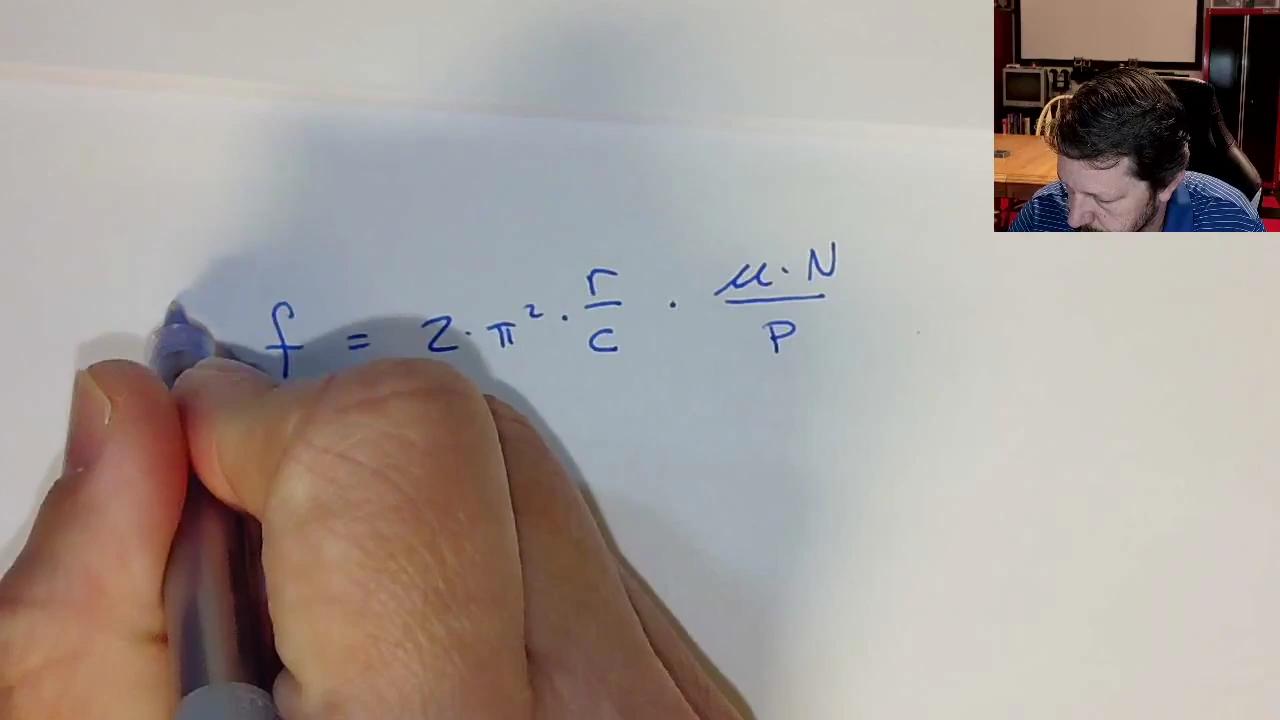 f = 2·π²· r/c · μ·N/P